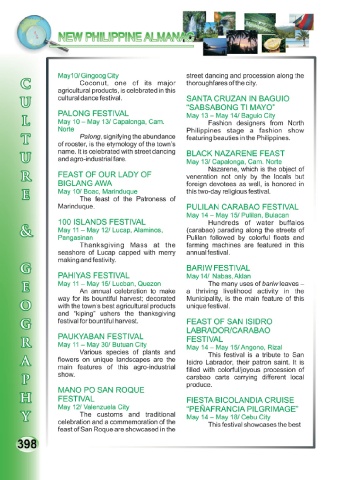 NEW PHILIPPINE ALMANAC
CULTURE & GEOGRAPHY
May10/ Gingoog City
Coconut, one of its major
agricultural products, is celebrated in this
cultural dance festival.
PALONG FESTIVAL
May 10 – May 13/ Capalonga, Cam.
Norte
Palong, signifying the abundance
of rooster, is the etymology of the town's
name. It is celebrated with street dancing
and agro-industrial fare.
FEAST OF OUR LADY OF
BIGLANG AWA
May 10/ Boac, Marinduque
The feast of the Patroness of
Marinduque.
100 ISLANDS FESTIVAL
May 11 – May 12/ Lucap, Alaminos,
Pangasinan
Thanksgiving Mass at the
seashore of Lucap capped with merry
making and festivity.
PAHIYAS FESTIVAL
May 11 – May 15/ Lucban, Quezon
An annual celebration to make
way for its bountiful harvest; decorated
with the town's best agricultural products
and "kiping" ushers the thanksgiving
festival for bountiful harvest.
PAUKYABAN FESTIVAL
May 11 – May 30/ Butuan City
Various species of plants and
flowers on unique landscapes are the
main features of this agro-industrial
show.
MANO PO SAN ROQUE
FESTIVAL
May 12/ Valenzuela City
The customs and traditional
celebration and a commemoration of the
feast of San Roque are showcased in the
street dancing and procession along the
thoroughfares of the city.
SANTA CRUZAN IN BAGUIO
"SABSABONG TI MAYO"
May 13 – May 14/ Baguio City
Fashion designers from North
Philippines stage a fashion show
featuring beauties in the Philippines.
BLACK NAZARENE FEAST
May 13/ Capalonga, Cam. Norte
Nazarene, which is the object of
veneration not only by the locals but
foreign devotees as well, is honored in
this two-day religious festival.
PULILAN CARABAO FESTIVAL
May 14 – May 15/ Pulilan, Bulacan
Hundreds of water buffalos
(carabao) parading along the streets of
Pulilan followed by colorful floats and
farming machines are featured in this
annual festival.
BARIW FESTIVAL
May 14/ Nabas, Aklan
The many uses of bariw leaves –
a thriving livelihood activity in the
Municipality, is the main feature of this
unique festival.
FEAST OF SAN ISIDRO
LABRADOR/CARABAO
FESTIVAL
May 14 – May 15/ Angono, Rizal
This festival is a tribute to San
Isidro Labrador, their patron saint. It is
filled with colorful/joyous procession of
carabao carts carrying different local
produce.
FIESTA BICOLANDIA CRUISE
"PEÑAFRANCIA PILGRIMAGE"
May 14 – May 18/ Cebu City
This festival showcases the best
398